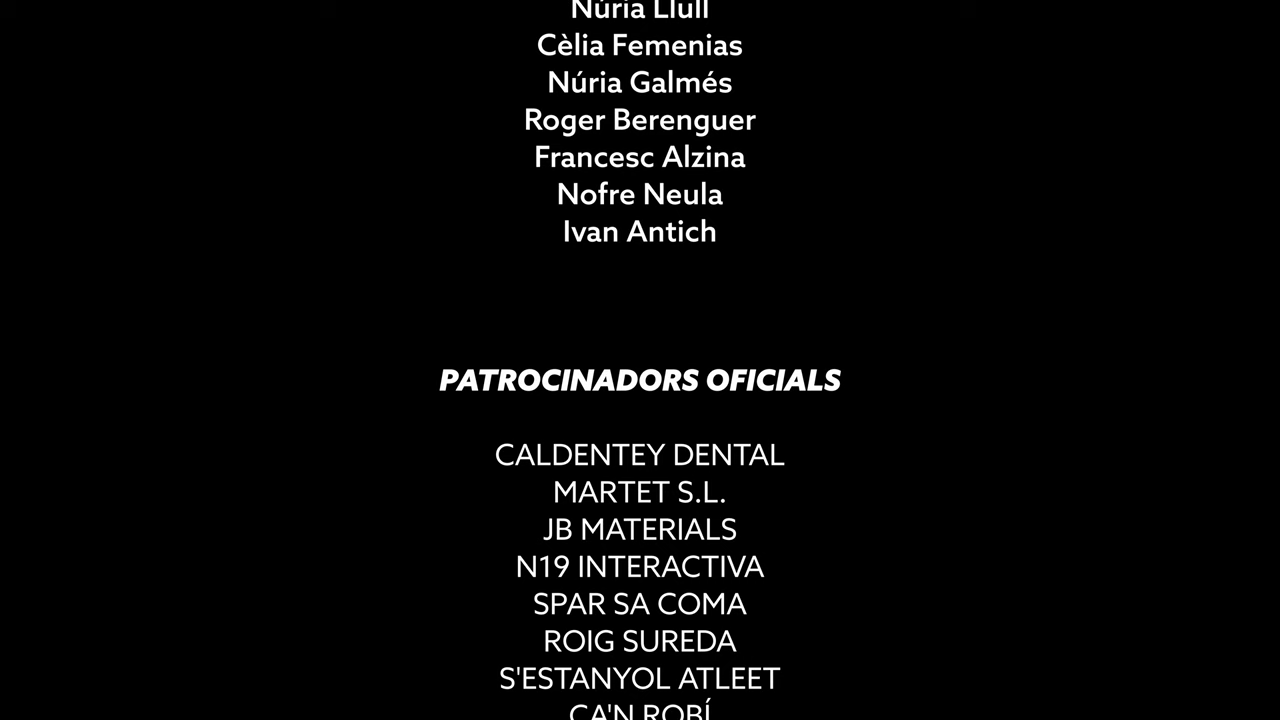 Núria Llull
Cèlia Femenias
Núria Galmés
Roger Berenguer
Francesc Alzina
Nofre Neula
Ivan Antich
PATROCINADORS OFICIALS
CALDENTEY DENTAL
MARTET S.L.
JB MATERIALS
N19 INTERACTIVA
SPAR SA COMA
ROIG SUREDA
S'ESTANYOL ATLEET
CA'N ROBÍ